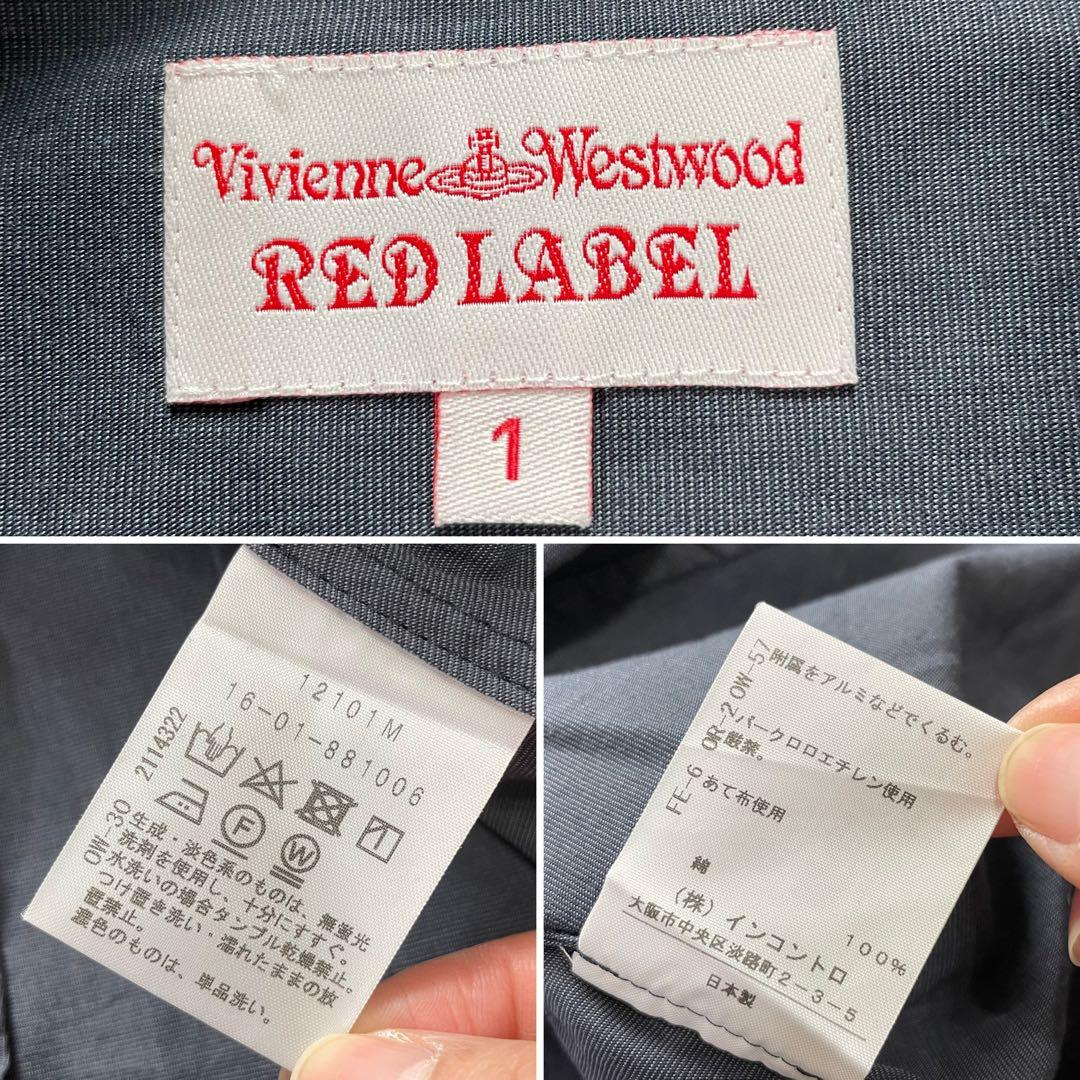 Vivienne Westwood
RED LABEL
1
12101M
16-01-881006
2114322
F
W
OW-30 生成・淡色系のものは、無蛍光
洗剤を使用し、十分にすすぐ。
水洗いの場合タンブル乾燥禁止。
つけ置き洗い・濡れたままの放
置禁止。
濃色のものは、単品洗い。
OW-57 附属をアルミなどでくるむ。
OR-2 パークロロエチレン使用
厳禁。
FE-6 あて布使用
綿 100%
(株)インコントロ
大阪市中央区淡路町2-3-5
日本製